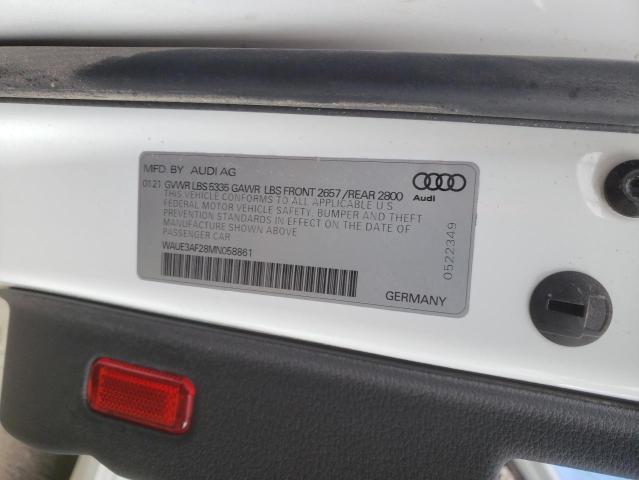 MFD. BY AUDI AG
0121 GVWR LBS 5335 GAWR LBS FRONT 2657 /REAR 2800
THIS VEHICLE CONFORMS TO ALL APPLICABLE U.S
FEDERAL MOTOR VEHICLE SAFETY, BUMPER AND THEFT
PREVENTION STANDARDS IN EFFECT ON THE DATE OF
MANUFACTURE SHOWN ABOVE.
PASSENGER CAR
WAUE3AF28MN058861
GERMANY
Audi
0522349